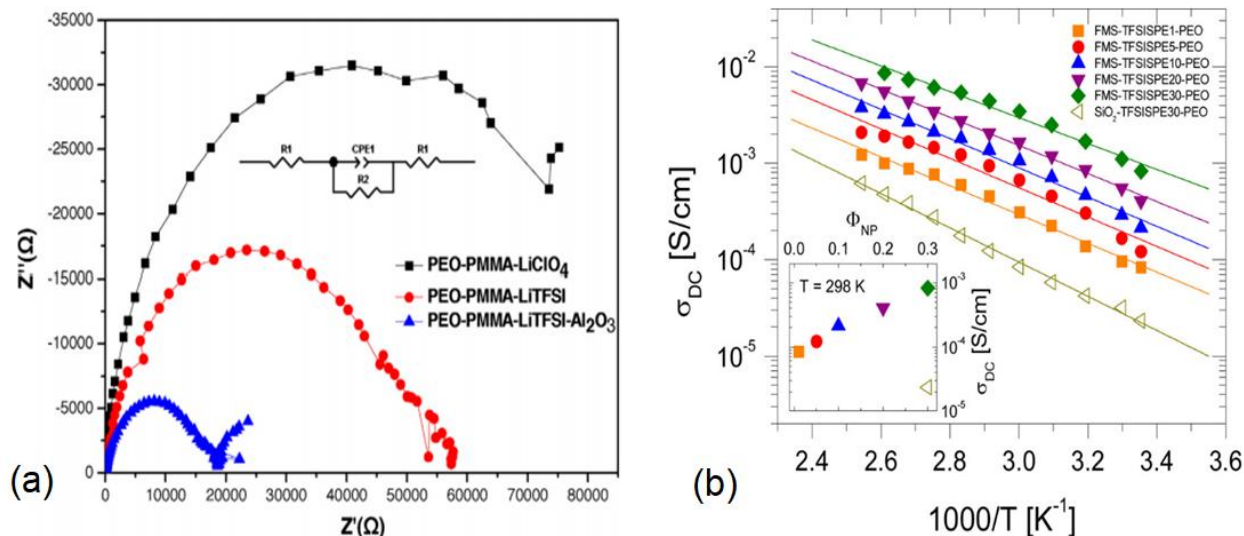 -35000
-30000
-25000
-20000
-15000
-10000
-5000
0
Z''(Ω)
R1
CPE1
R1
R2
PEO-PMMA-LiClO4
PEO-PMMA-LiTFSI
PEO-PMMA-LiTFSI-Al2O3
0 10000 20000 30000 40000 50000 60000 70000 80000
Z'(Ω)
(a)
10-2
10-3
10-4
10-5
σDC [S/cm]
FMS-TFSISPE1-PEO
FMS-TFSISPE5-PEO
FMS-TFSISPE10-PEO
FMS-TFSISPE20-PEO
FMS-TFSISPE30-PEO
SiO2-TFSISPE30-PEO
ΦNP
0.0 0.1 0.2 0.3
T = 298 K
10-3
10-4
10-5
σDC [S/cm]
2.4 2.6 2.8 3.0 3.2 3.4 3.6
1000/T [K-1]
(b)